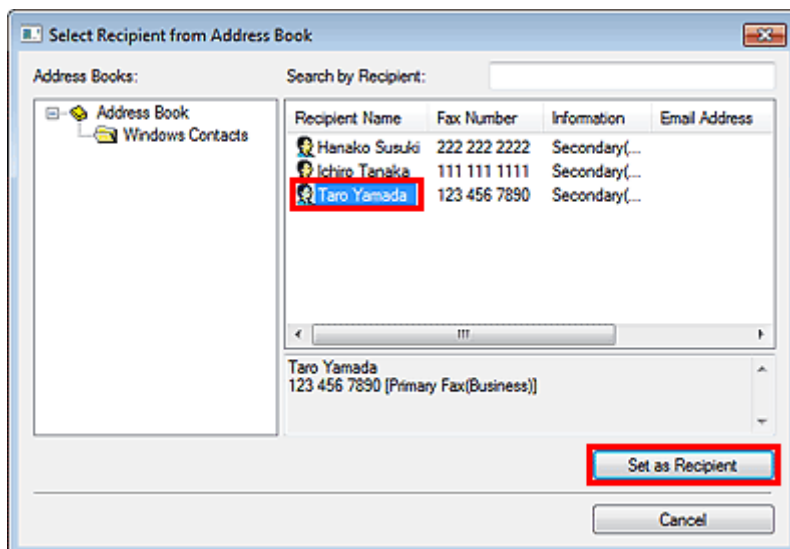 Select Recipient from Address Book
Address Books:
Search by Recipient:
Address Book
Windows Contacts
Recipient Name Fax Number Information Email Address
Hanako Susuki 222 222 2222 Secondary(...
Ichiro Tanaka 111 111 1111 Secondary(...
Taro Yamada 123 456 7890 Secondary(...
Taro Yamada
123 456 7890 [Primary Fax(Business)]
Set as Recipient
Cancel